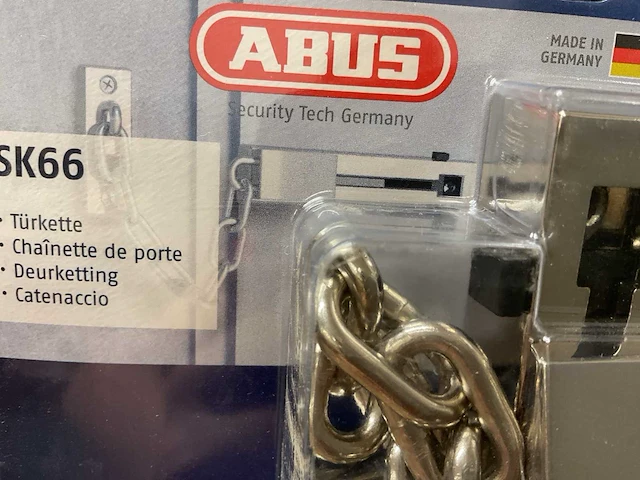 ABUS
MADE IN
GERMANY
Security Tech Germany
SK66
• Türkette
• Chaînette de porte
• Deurketting
• Catenaccio